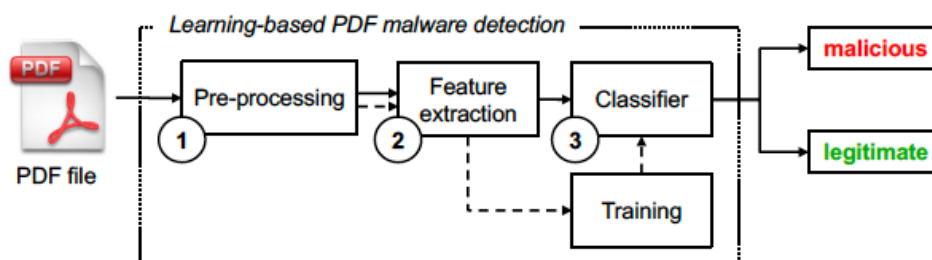 Learning-based PDF malware detection
PDF
PDF file
Pre-processing
1
Feature
extraction
2
Classifier
3
Training
malicious
legitimate